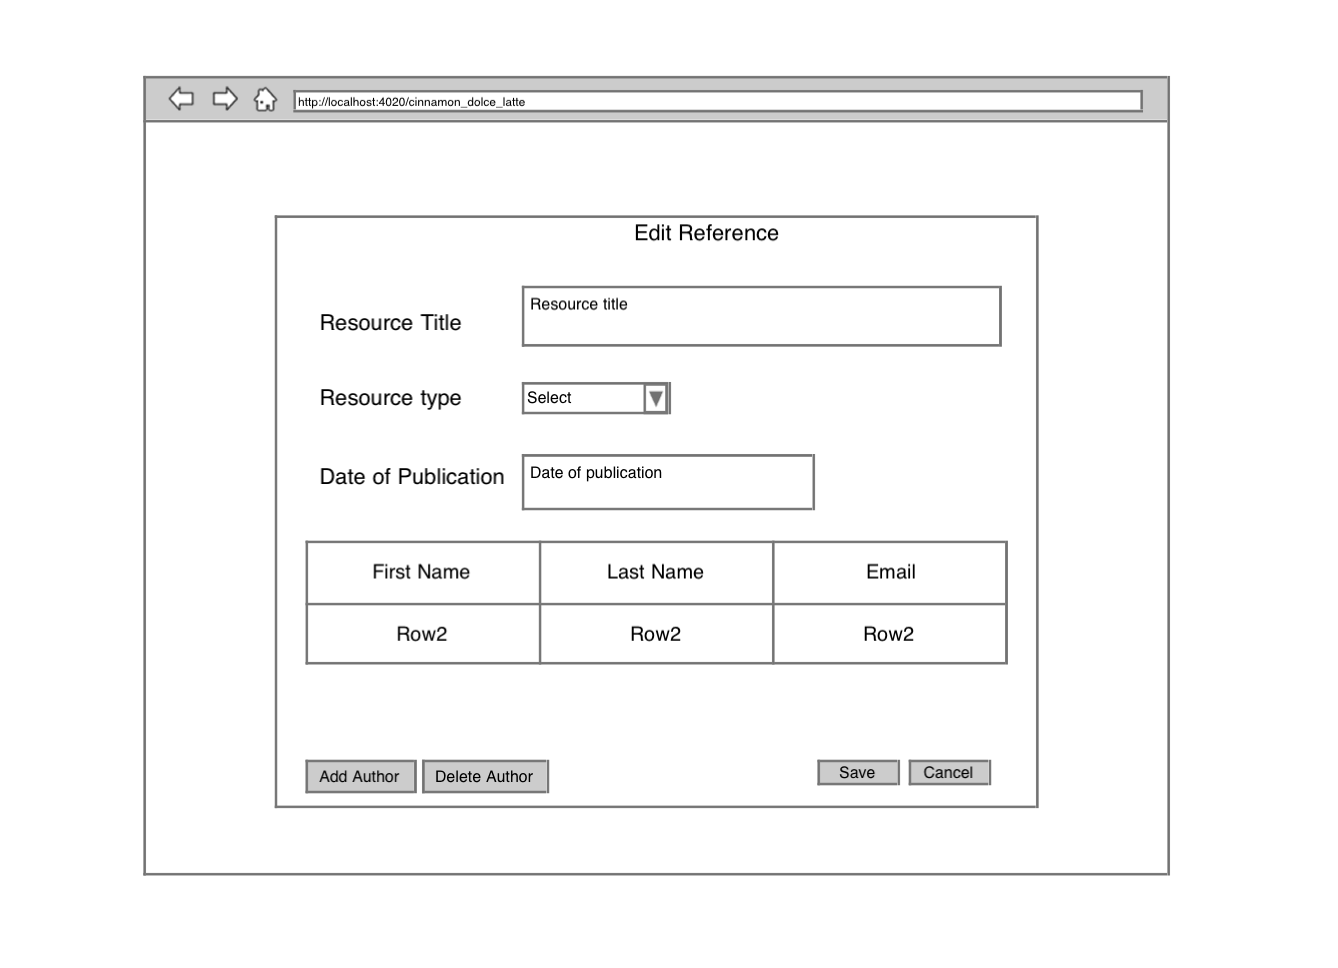 http://localhost:4020/cinnamon_dolce_latte
Edit Reference
Resource Title
Resource title
Resource type
Select
Date of Publication
Date of publication
First Name Last Name Email
Row2 Row2 Row2
Add Author Delete Author Save Cancel